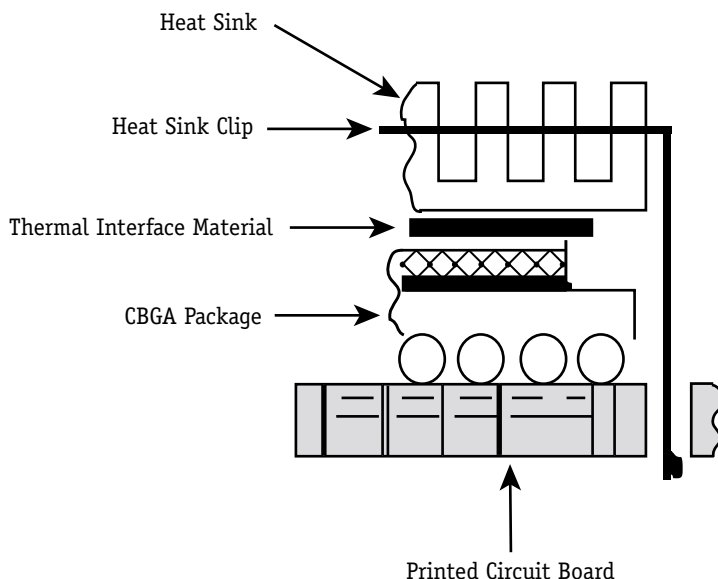 Heat Sink
Heat Sink Clip
Thermal Interface Material
CBGA Package
Printed Circuit Board